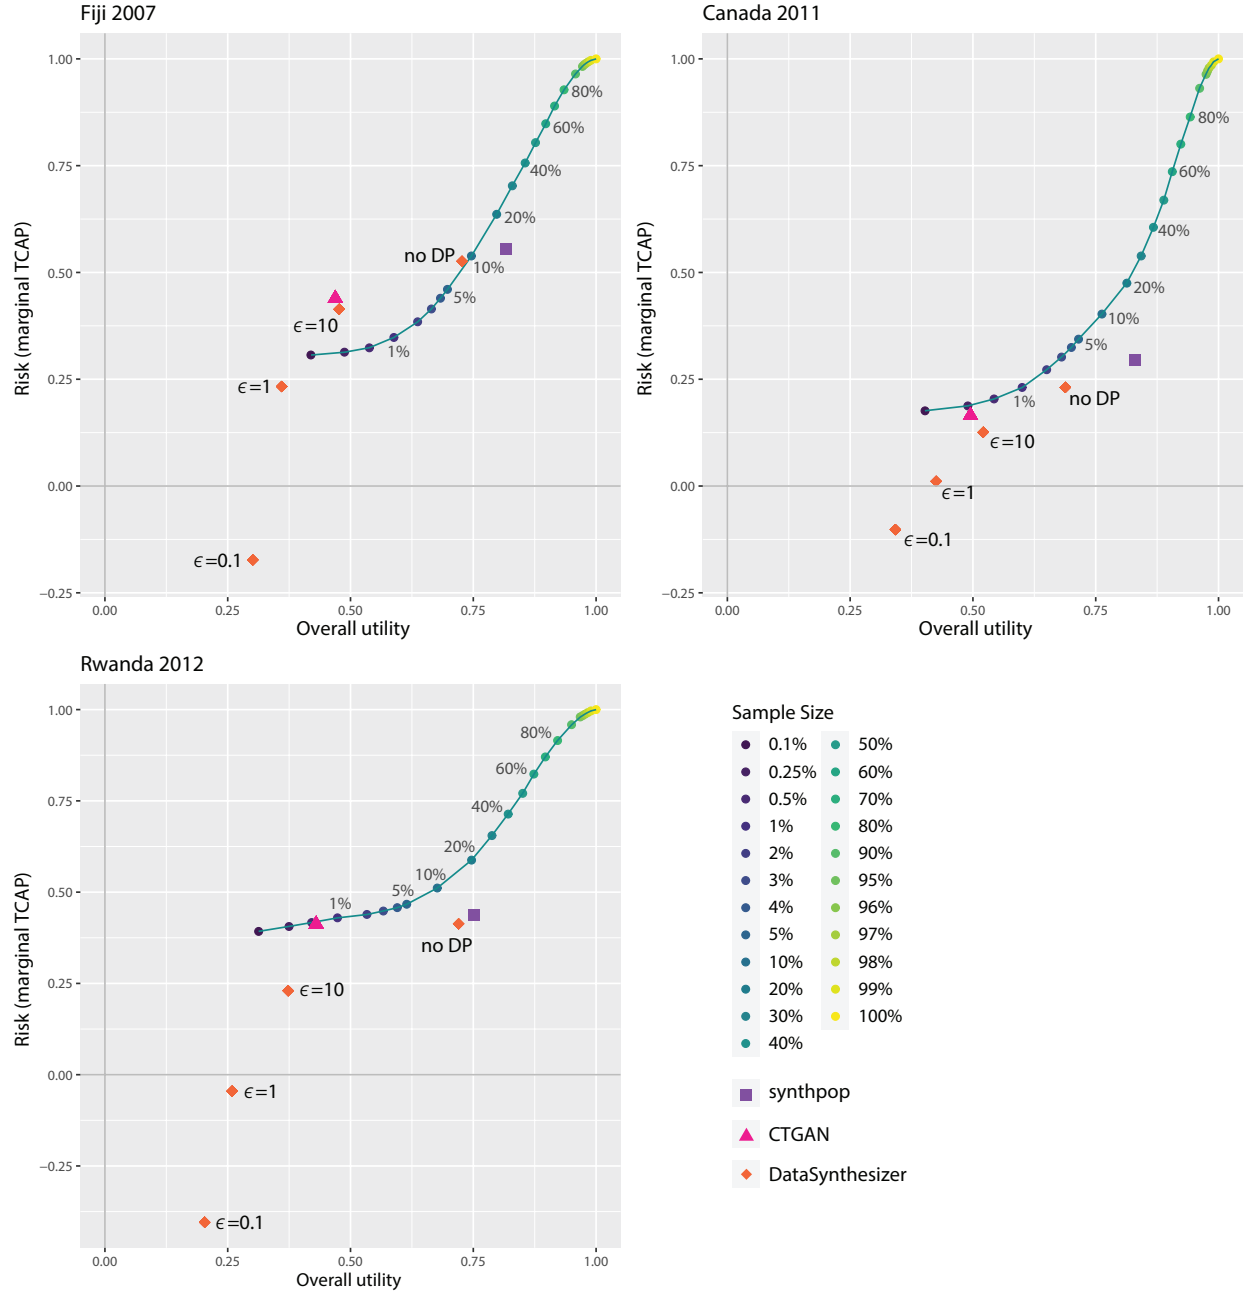 Fiji 2007
Risk (marginal TCAP)
1.00
0.75
0.50
0.25
0.00
−0.25
80%
60%
40%
20%
no DP
10%
5%
ϵ=10
1%
ϵ=1
ϵ=0.1
0.00 0.25 0.50 0.75 1.00
Overall utility
Canada 2011
Risk (marginal TCAP)
1.00
0.75
0.50
0.25
0.00
−0.25
80%
60%
40%
20%
10%
5%
no DP
1%
ϵ=10
ϵ=1
ϵ=0.1
0.00 0.25 0.50 0.75 1.00
Overall utility
Rwanda 2012
Risk (marginal TCAP)
1.00
0.75
0.50
0.25
0.00
−0.25
80%
60%
40%
20%
10%
5%
1%
no DP
ϵ=10
ϵ=1
ϵ=0.1
0.00 0.25 0.50 0.75 1.00
Overall utility
Sample Size
0.1% 50%
0.25% 60%
0.5% 70%
1% 80%
2% 90%
3% 95%
4% 96%
5% 97%
10% 98%
20% 99%
30% 100%
40%
synthpop
CTGAN
DataSynthesizer